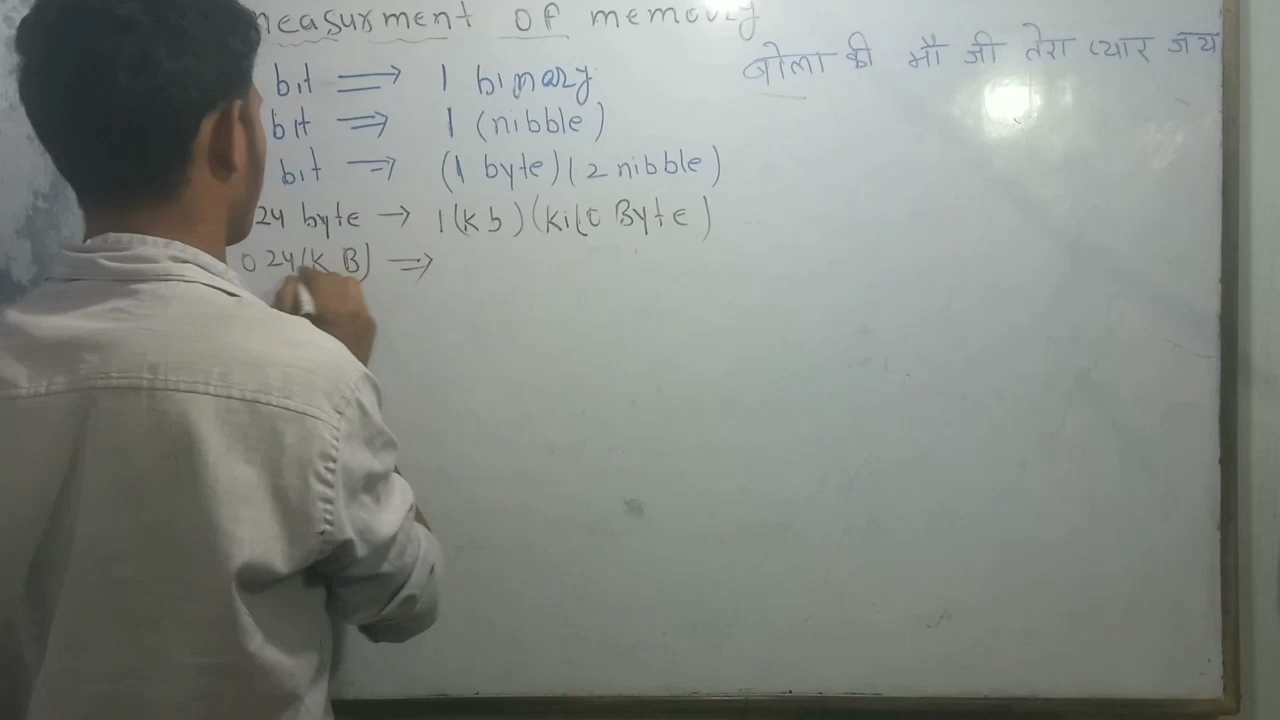 measurment of memory
bit ⇒ 1 binary
bit ⇒ 1 (nibble)
bit ⇒ (1 byte) (2 nibble)
24 byte → 1(Kb) (Kilo Byte)
024(KB) ⇒
बोला की भौ जी तेरा प्यार जय